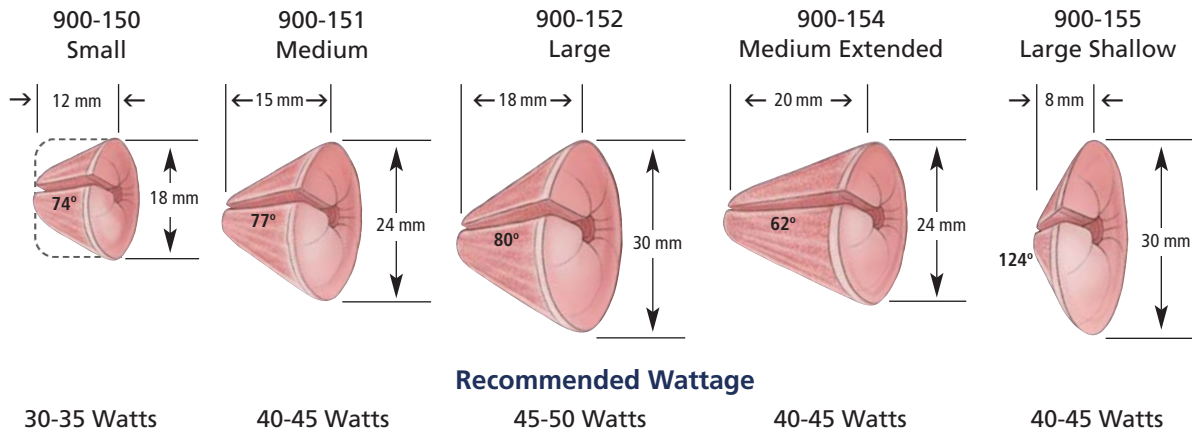 900-150
Small
900-151
Medium
900-152
Large
900-154
Medium Extended
900-155
Large Shallow
12 mm
15 mm
18 mm
20 mm
8 mm
74º
18 mm
77º
24 mm
80º
30 mm
62º
24 mm
124º
30 mm
Recommended Wattage
30-35 Watts
40-45 Watts
45-50 Watts
40-45 Watts
40-45 Watts